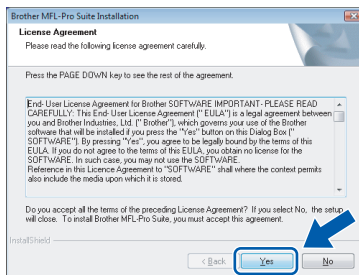 Brother MFL-Pro Suite Installation
License Agreement
Please read the following license agreement carefully.
Press the PAGE DOWN key to see the rest of the agreement.
End- User License Agreement for Brother SOFTWARE IMPORTANT- PLEASE READ
CAREFULLY: This End- User License Agreement (" EULA") is a legal agreement between
you and Brother Industries, Ltd. (" Brother"), which governs your use of the Brother
software that will be installed if you press the "Yes" button on this Dialog Box ("
SOFTWARE"). By pressing "Yes", you agree to be legally bound by the terms of this
EULA. If you do not agree to the terms of this EULA, you obtain no license for the
SOFTWARE. In such case, you may not use the SOFTWARE.
Reference in this Licence Agreement to "SOFTWARE" shall where the context permits
also include the media upon which it is stored.
Do you accept all the terms of the preceding License Agreement? If you select No, the setup
will close. To install Brother MFL-Pro Suite, you must accept this agreement.
InstallShield
< Back Yes No